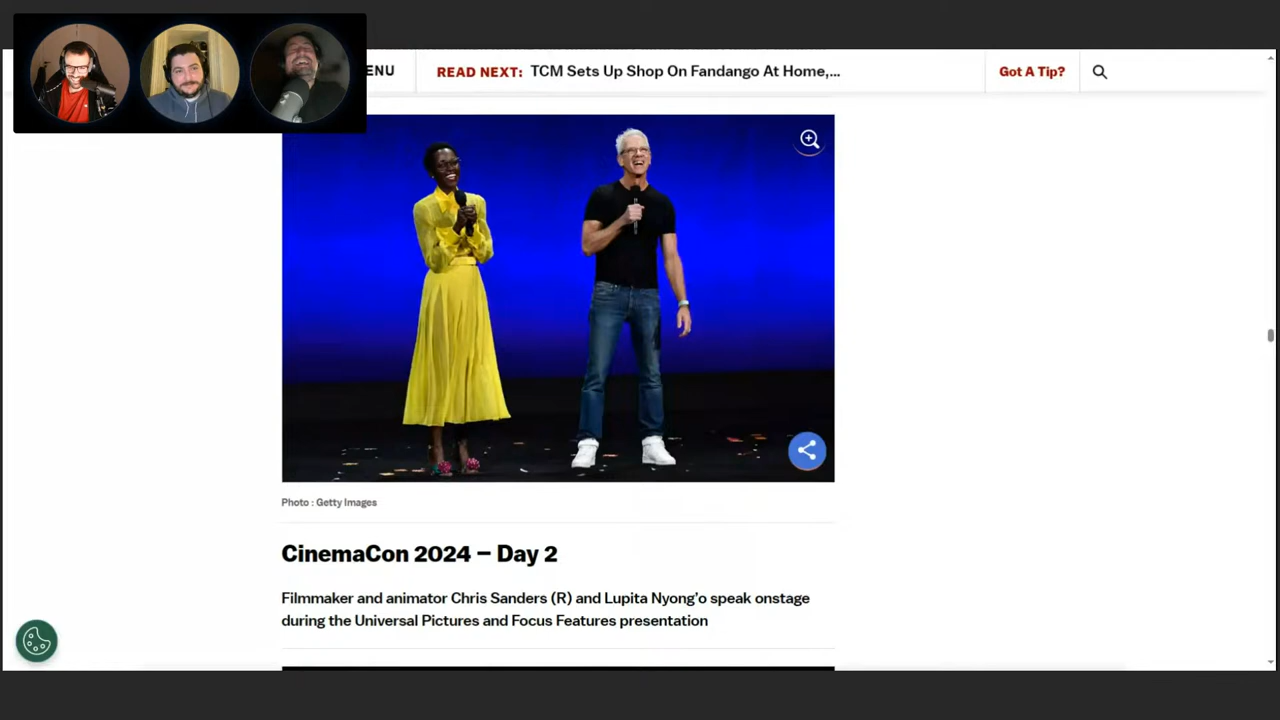 ENU
READ NEXT: TCM Sets Up Shop On Fandango At Home,...
Got A Tip?
Photo : Getty Images
CinemaCon 2024 – Day 2
Filmmaker and animator Chris Sanders (R) and Lupita Nyong’o speak onstage
during the Universal Pictures and Focus Features presentation